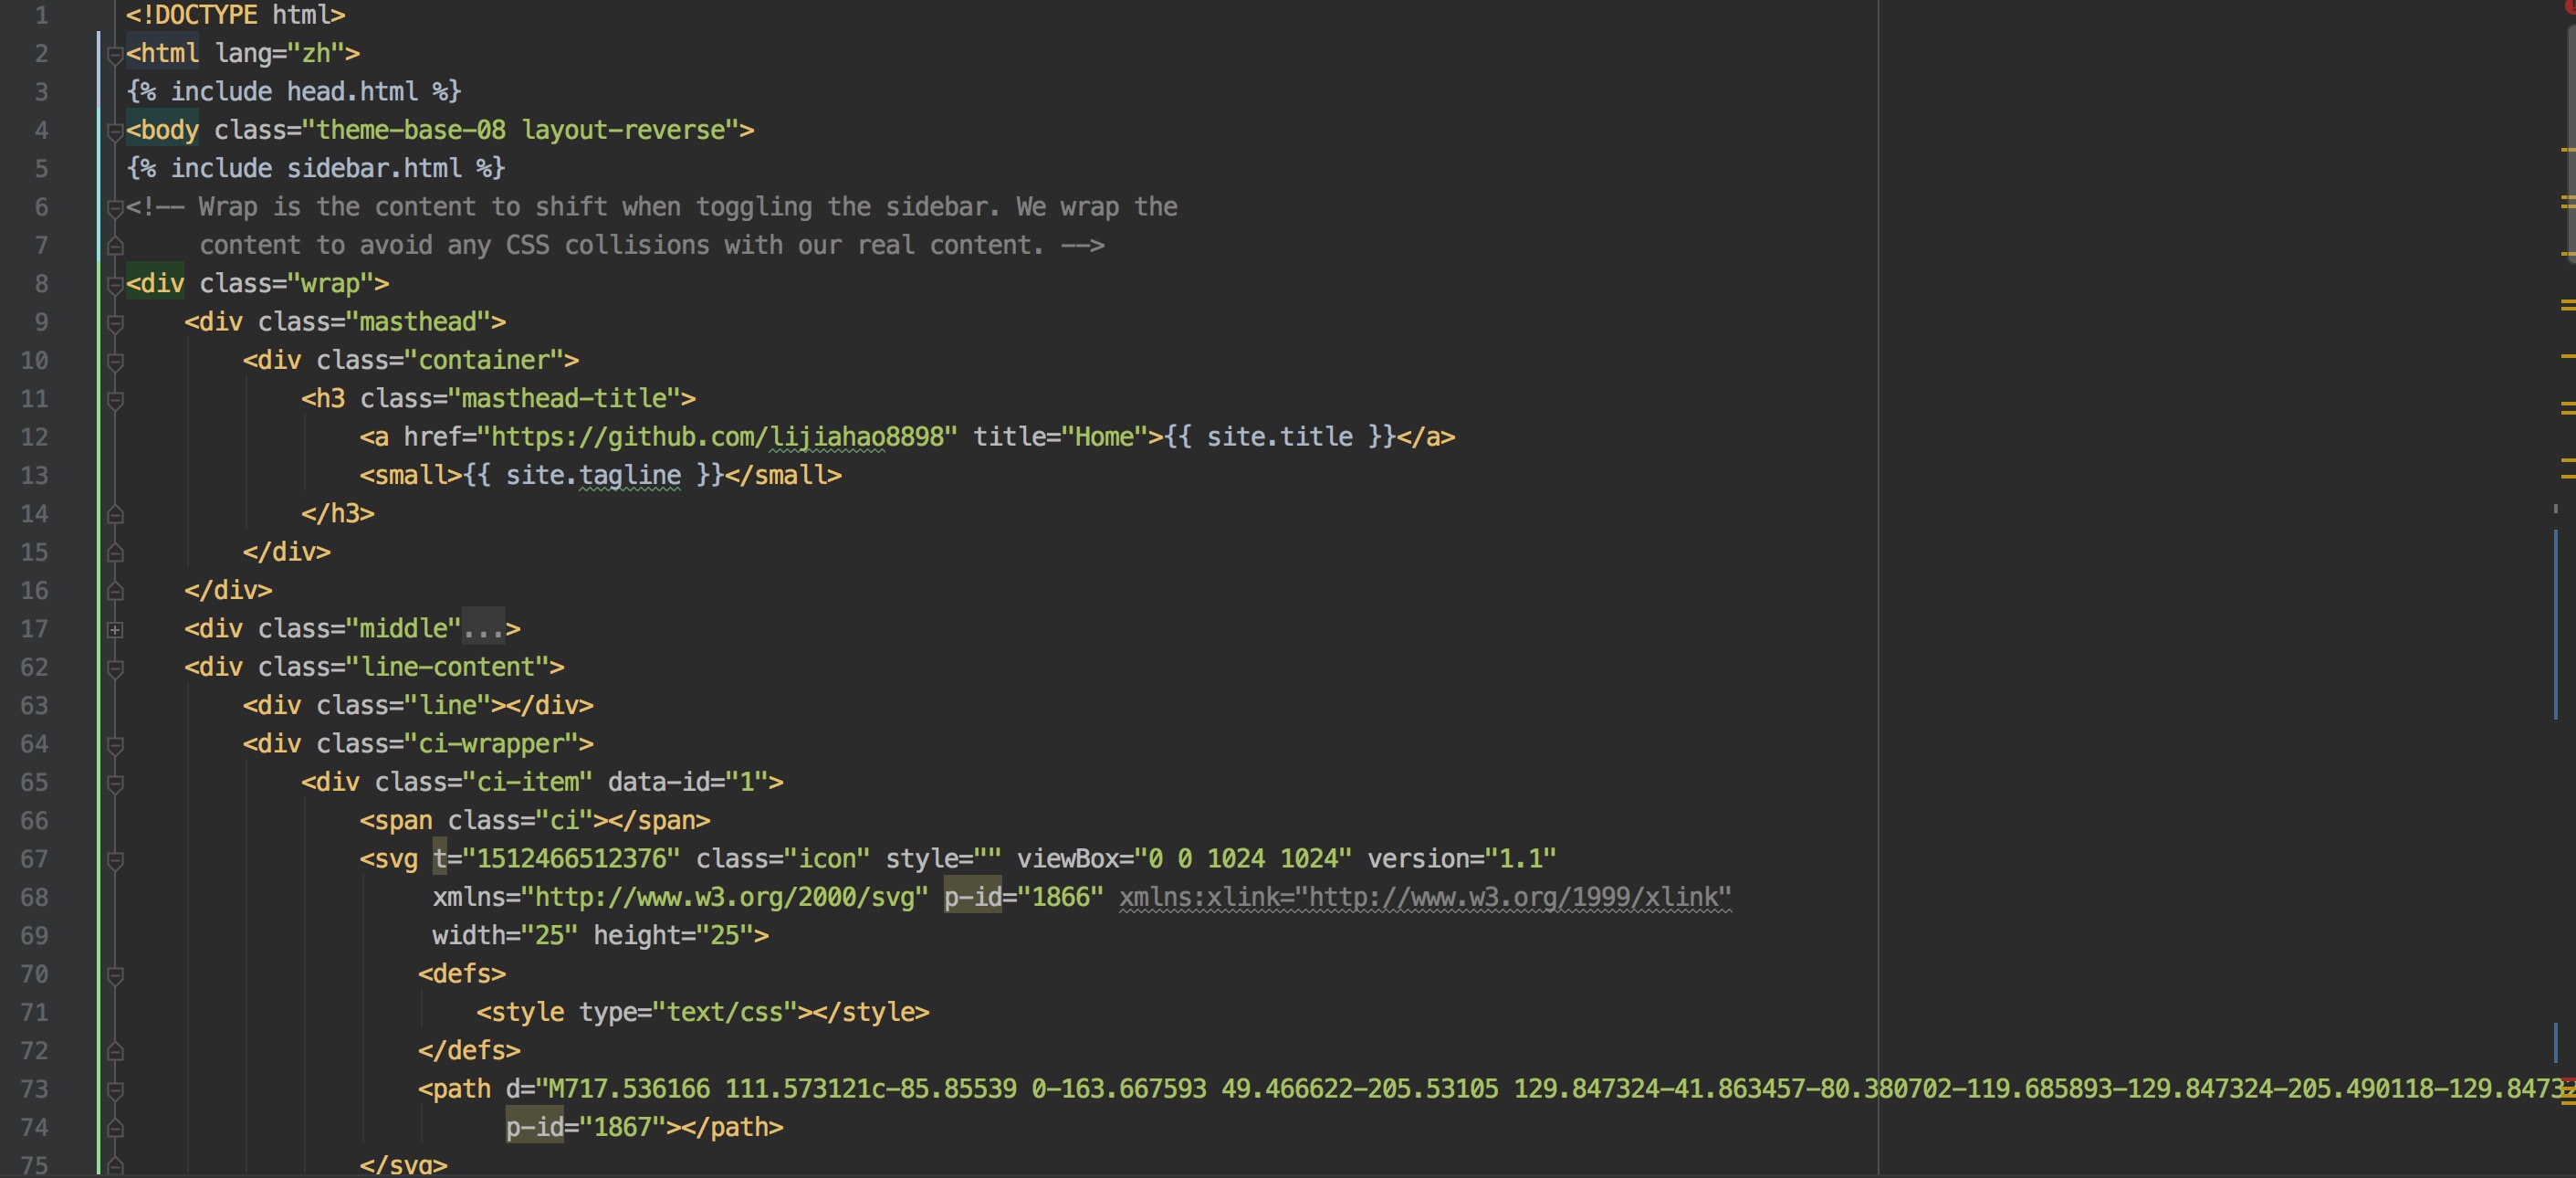 1 <!DOCTYPE html>
2 <html lang="zh">
3 {% include head.html %}
4 <body class="theme-base-08 layout-reverse">
5 {% include sidebar.html %}
6 <!-- Wrap is the content to shift when toggling the sidebar. We wrap the
7 content to avoid any CSS collisions with our real content. -->
8 <div class="wrap">
9 <div class="masthead">
10 <div class="container">
11 <h3 class="masthead-title">
12 <a href="https://github.com/lijiahao8898" title="Home">{{ site.title }}</a>
13 <small>{{ site.tagline }}</small>
14 </h3>
15 </div>
16 </div>
17 <div class="middle"...>
62 <div class="line-content">
63 <div class="line"></div>
64 <div class="ci-wrapper">
65 <div class="ci-item" data-id="1">
66 <span class="ci"></span>
67 <svg t="1512466512376" class="icon" style="" viewBox="0 0 1024 1024" version="1.1"
68 xmlns="http://www.w3.org/2000/svg" p-id="1866" xmlns:xlink="http://www.w3.org/1999/xlink"
69 width="25" height="25">
70 <defs>
71 <style type="text/css"></style>
72 </defs>
73 <path d="M717.536166 111.573121c-85.85539 0-163.667593 49.466622-205.53105 129.847324-41.863457-80.380702-119.685893-129.847324-205.490118-129.8473
74 p-id="1867"></path>
75 </svg>